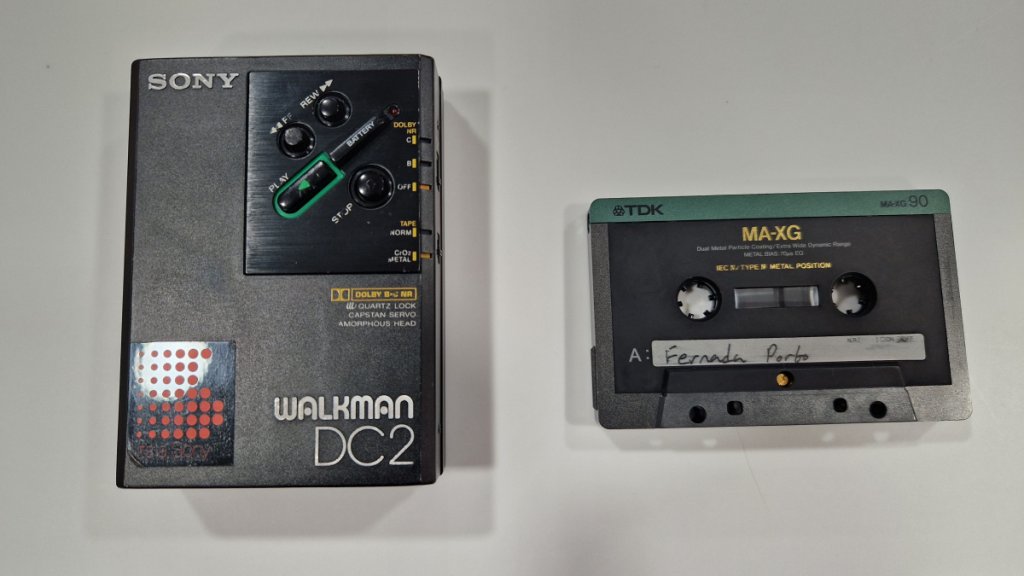 SONY
REW ▶▶
◀◀ FF
BATTERY
PLAY
STOP
DOLBY
NR
C
B
OFF
TAPE
NORM
CrO2
METAL
DOLBY B-C NR
QUARTZ LOCK
CAPSTAN SERVO
AMORPHOUS HEAD
WALKMAN
DC2
TDK
MA-XG 90
MA-XG
Dual Metal Particle Coating/Extra Wide Dynamic Range
METAL BIAS·70μs EQ
IEC IV/TYPE IV METAL POSITION
A: Fernada Porto